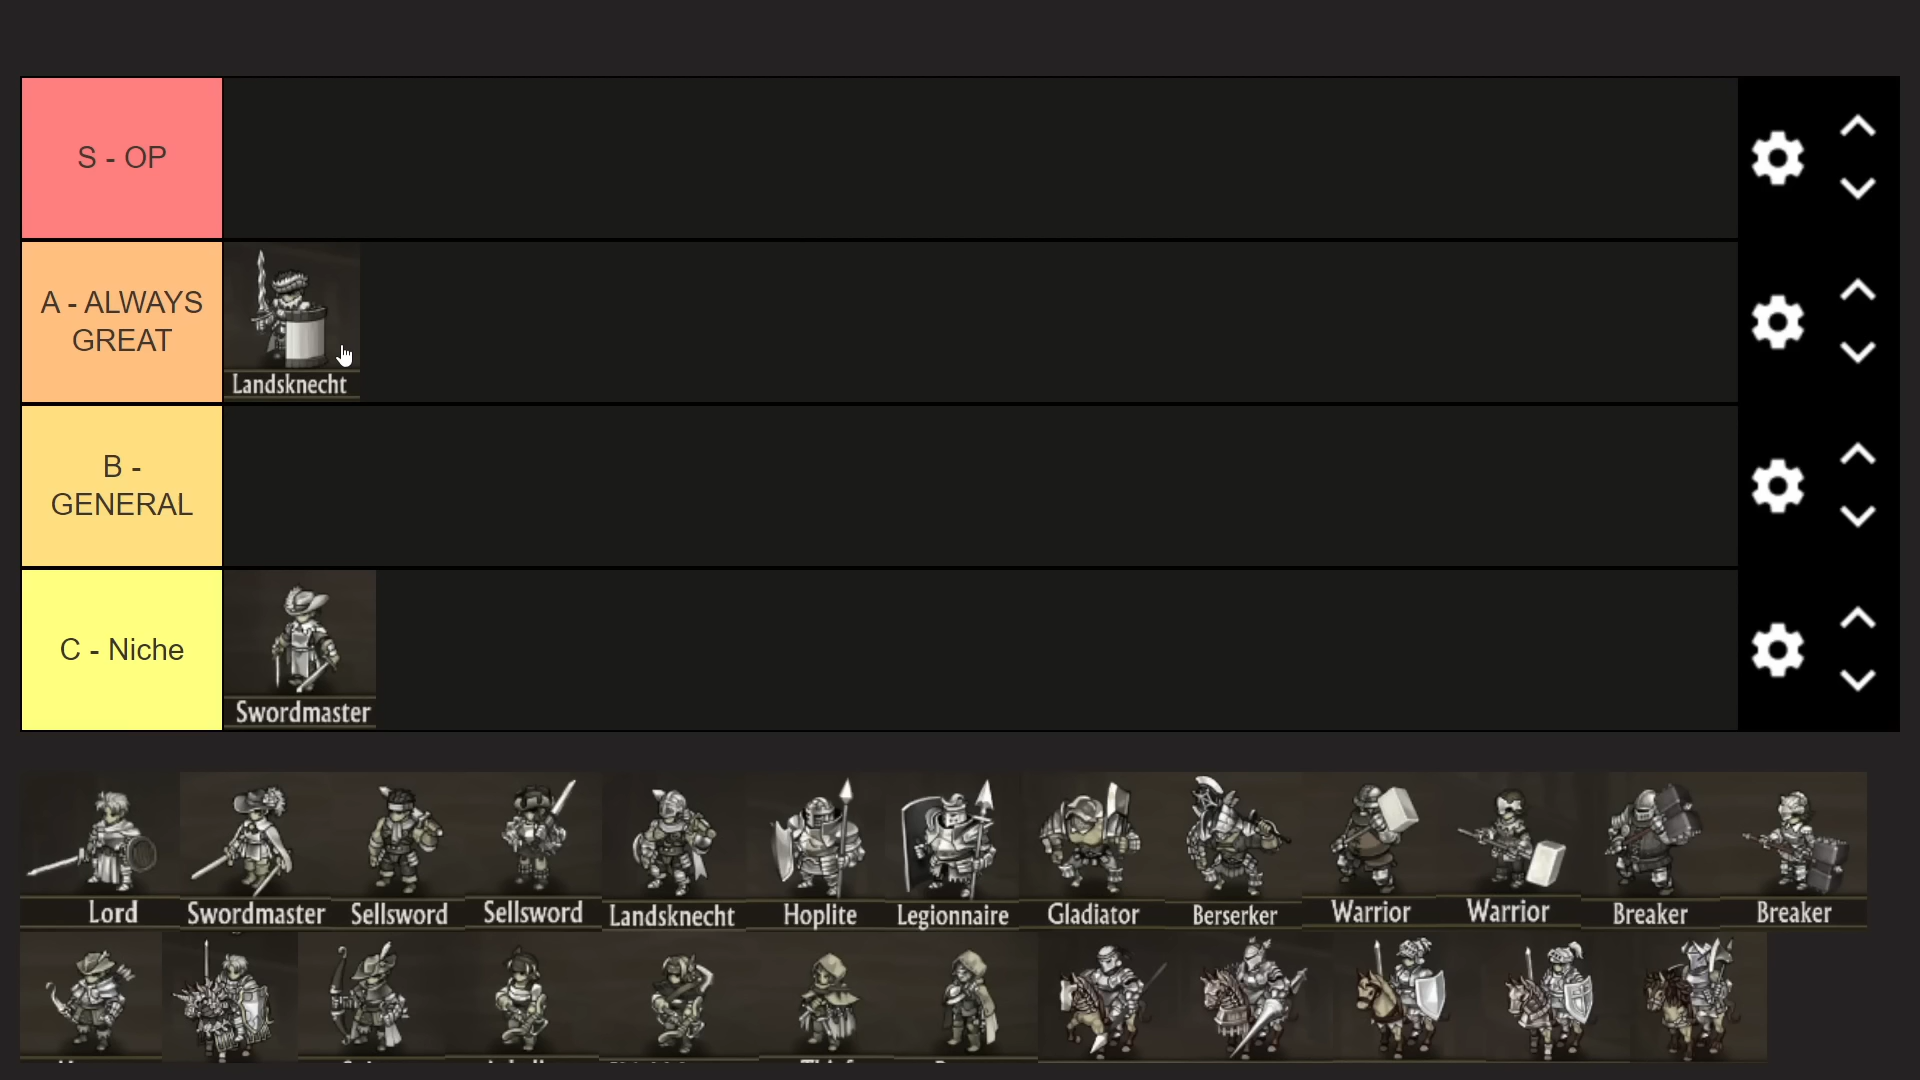 S - OP
A - ALWAYS
GREAT
Landsknecht
B -
GENERAL
C - Niche
Swordmaster
Lord Swordmaster Sellsword Sellsword Landsknecht Hoplite Legionnaire Gladiator Berserker Warrior Warrior Breaker Breaker